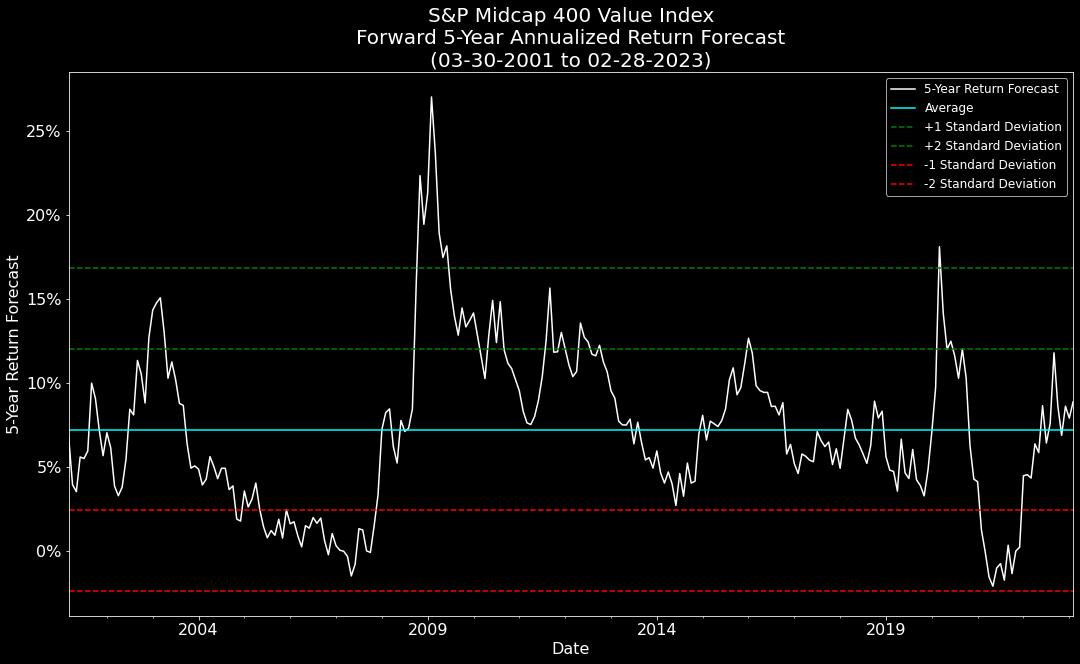 S&P Midcap 400 Value Index
Forward 5-Year Annualized Return Forecast
(03-30-2001 to 02-28-2023)
5-Year Return Forecast
Average
+1 Standard Deviation
+2 Standard Deviation
-1 Standard Deviation
-2 Standard Deviation
5-Year Return Forecast
25%
20%
15%
10%
5%
0%
2004
2009
2014
2019
Date